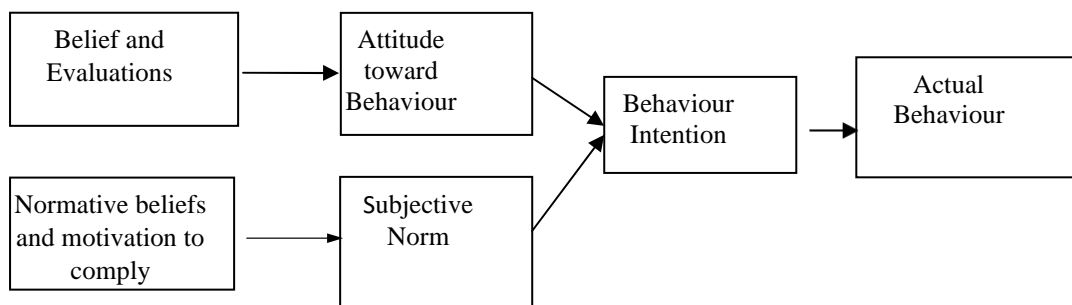 Belief and
Evaluations
Attitude
toward
Behaviour
Behaviour
Intention
Actual
Behaviour
Normative beliefs
and motivation to
comply
Subjective
Norm